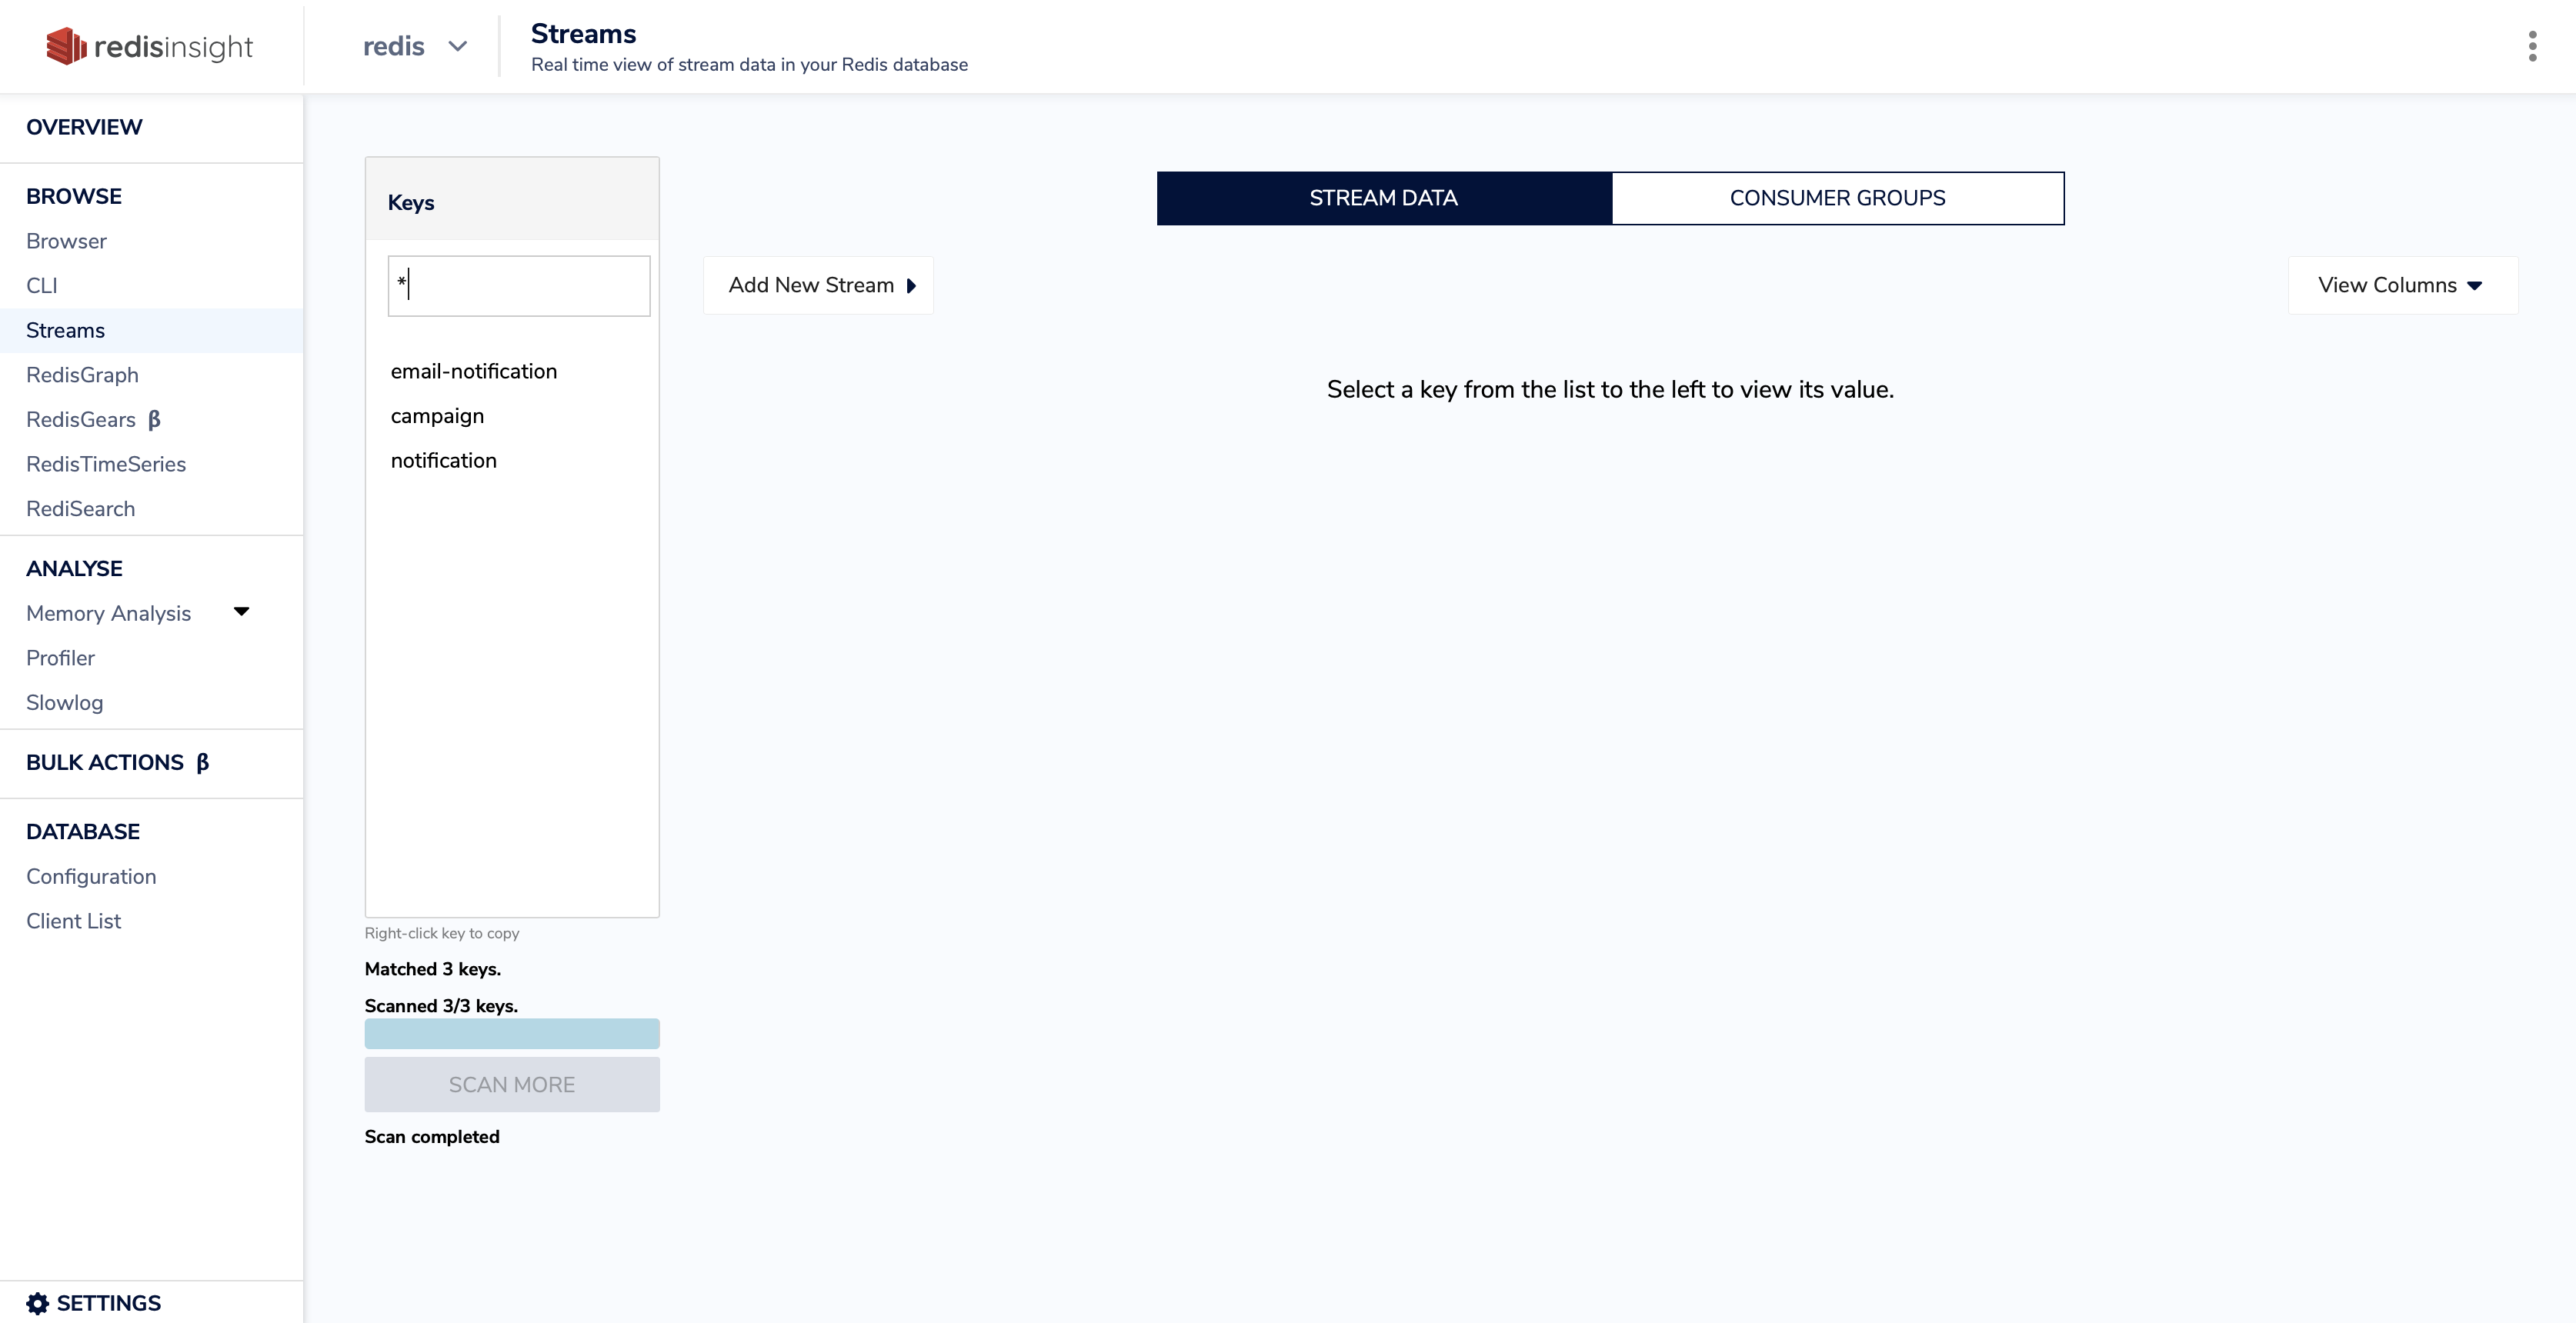 redisinsight
redis
Streams
Real time view of stream data in your Redis database
OVERVIEW
BROWSE
Browser
CLI
Streams
RedisGraph
RedisGears β
RedisTimeSeries
RediSearch
ANALYSE
Memory Analysis
Profiler
Slowlog
BULK ACTIONS β
DATABASE
Configuration
Client List
SETTINGS
Keys
*
email-notification
campaign
notification
Right-click key to copy
Matched 3 keys.
Scanned 3/3 keys.
SCAN MORE
Scan completed
STREAM DATA
CONSUMER GROUPS
Add New Stream
View Columns
Select a key from the list to the left to view its value.